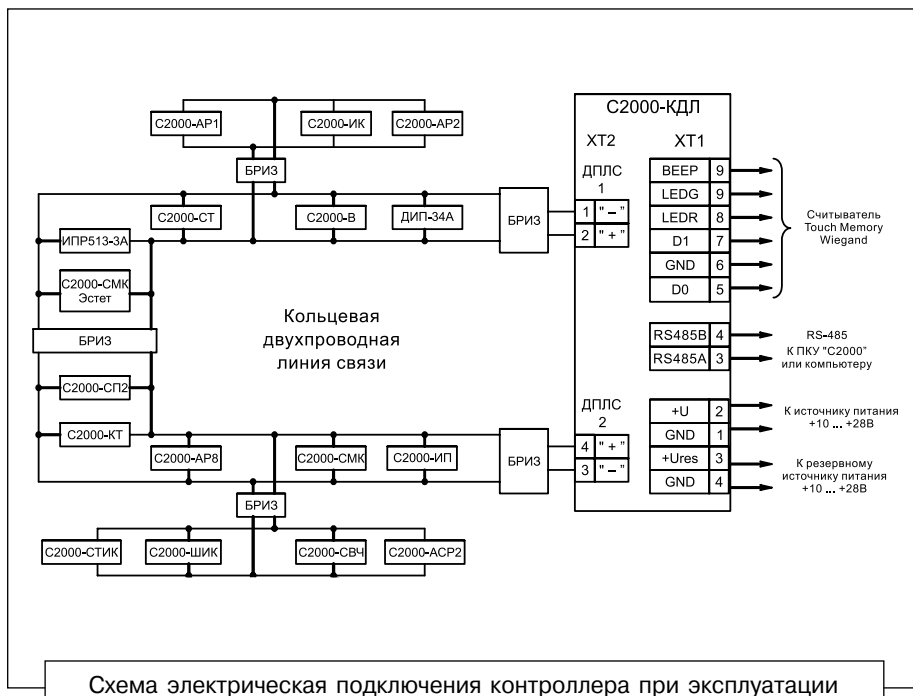 С2000-КДЛ
С2000-АР1
С2000-ИК
С2000-АР2
ХТ2
ХТ1
БРИЗ
ДПЛС
1
BEEP 9
LEDG 9
LEDR 8
D1 7
GND 6
D0 5
1 "–"
2 "+"
Считыватель
Touch Memory
Wiegand
С2000-СТ
С2000-В
ДИП-34А
БРИЗ
ИПР513-3А
С2000-СМК
Эстет
БРИЗ
С2000-СП2
С2000-КТ
Кольцевая
двухпроводная
линия связи
RS485B 4
RS485A 3
RS-485
К ПКУ "С2000"
или компьютеру
ДПЛС
2
4 "+"
3 "–"
+U 2
GND 1
+Ures 3
GND 4
К источнику питания
+10 ... +28В
К резервному
источнику питания
+10 ... +28В
С2000-АР8
С2000-СМК
С2000-ИП
БРИЗ
БРИЗ
С2000-СТИК
С2000-ШИК
С2000-СВЧ
С2000-АСР2
Схема электрическая подключения контроллера при эксплуатации